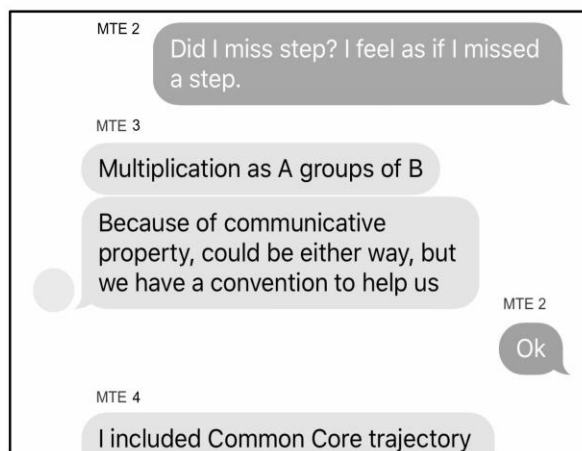 MTE 2
Did I miss step? I feel as if I missed
a step.
MTE 3
Multiplication as A groups of B
Because of communicative
property, could be either way, but
we have a convention to help us
MTE 2
Ok
MTE 4
I included Common Core trajectory